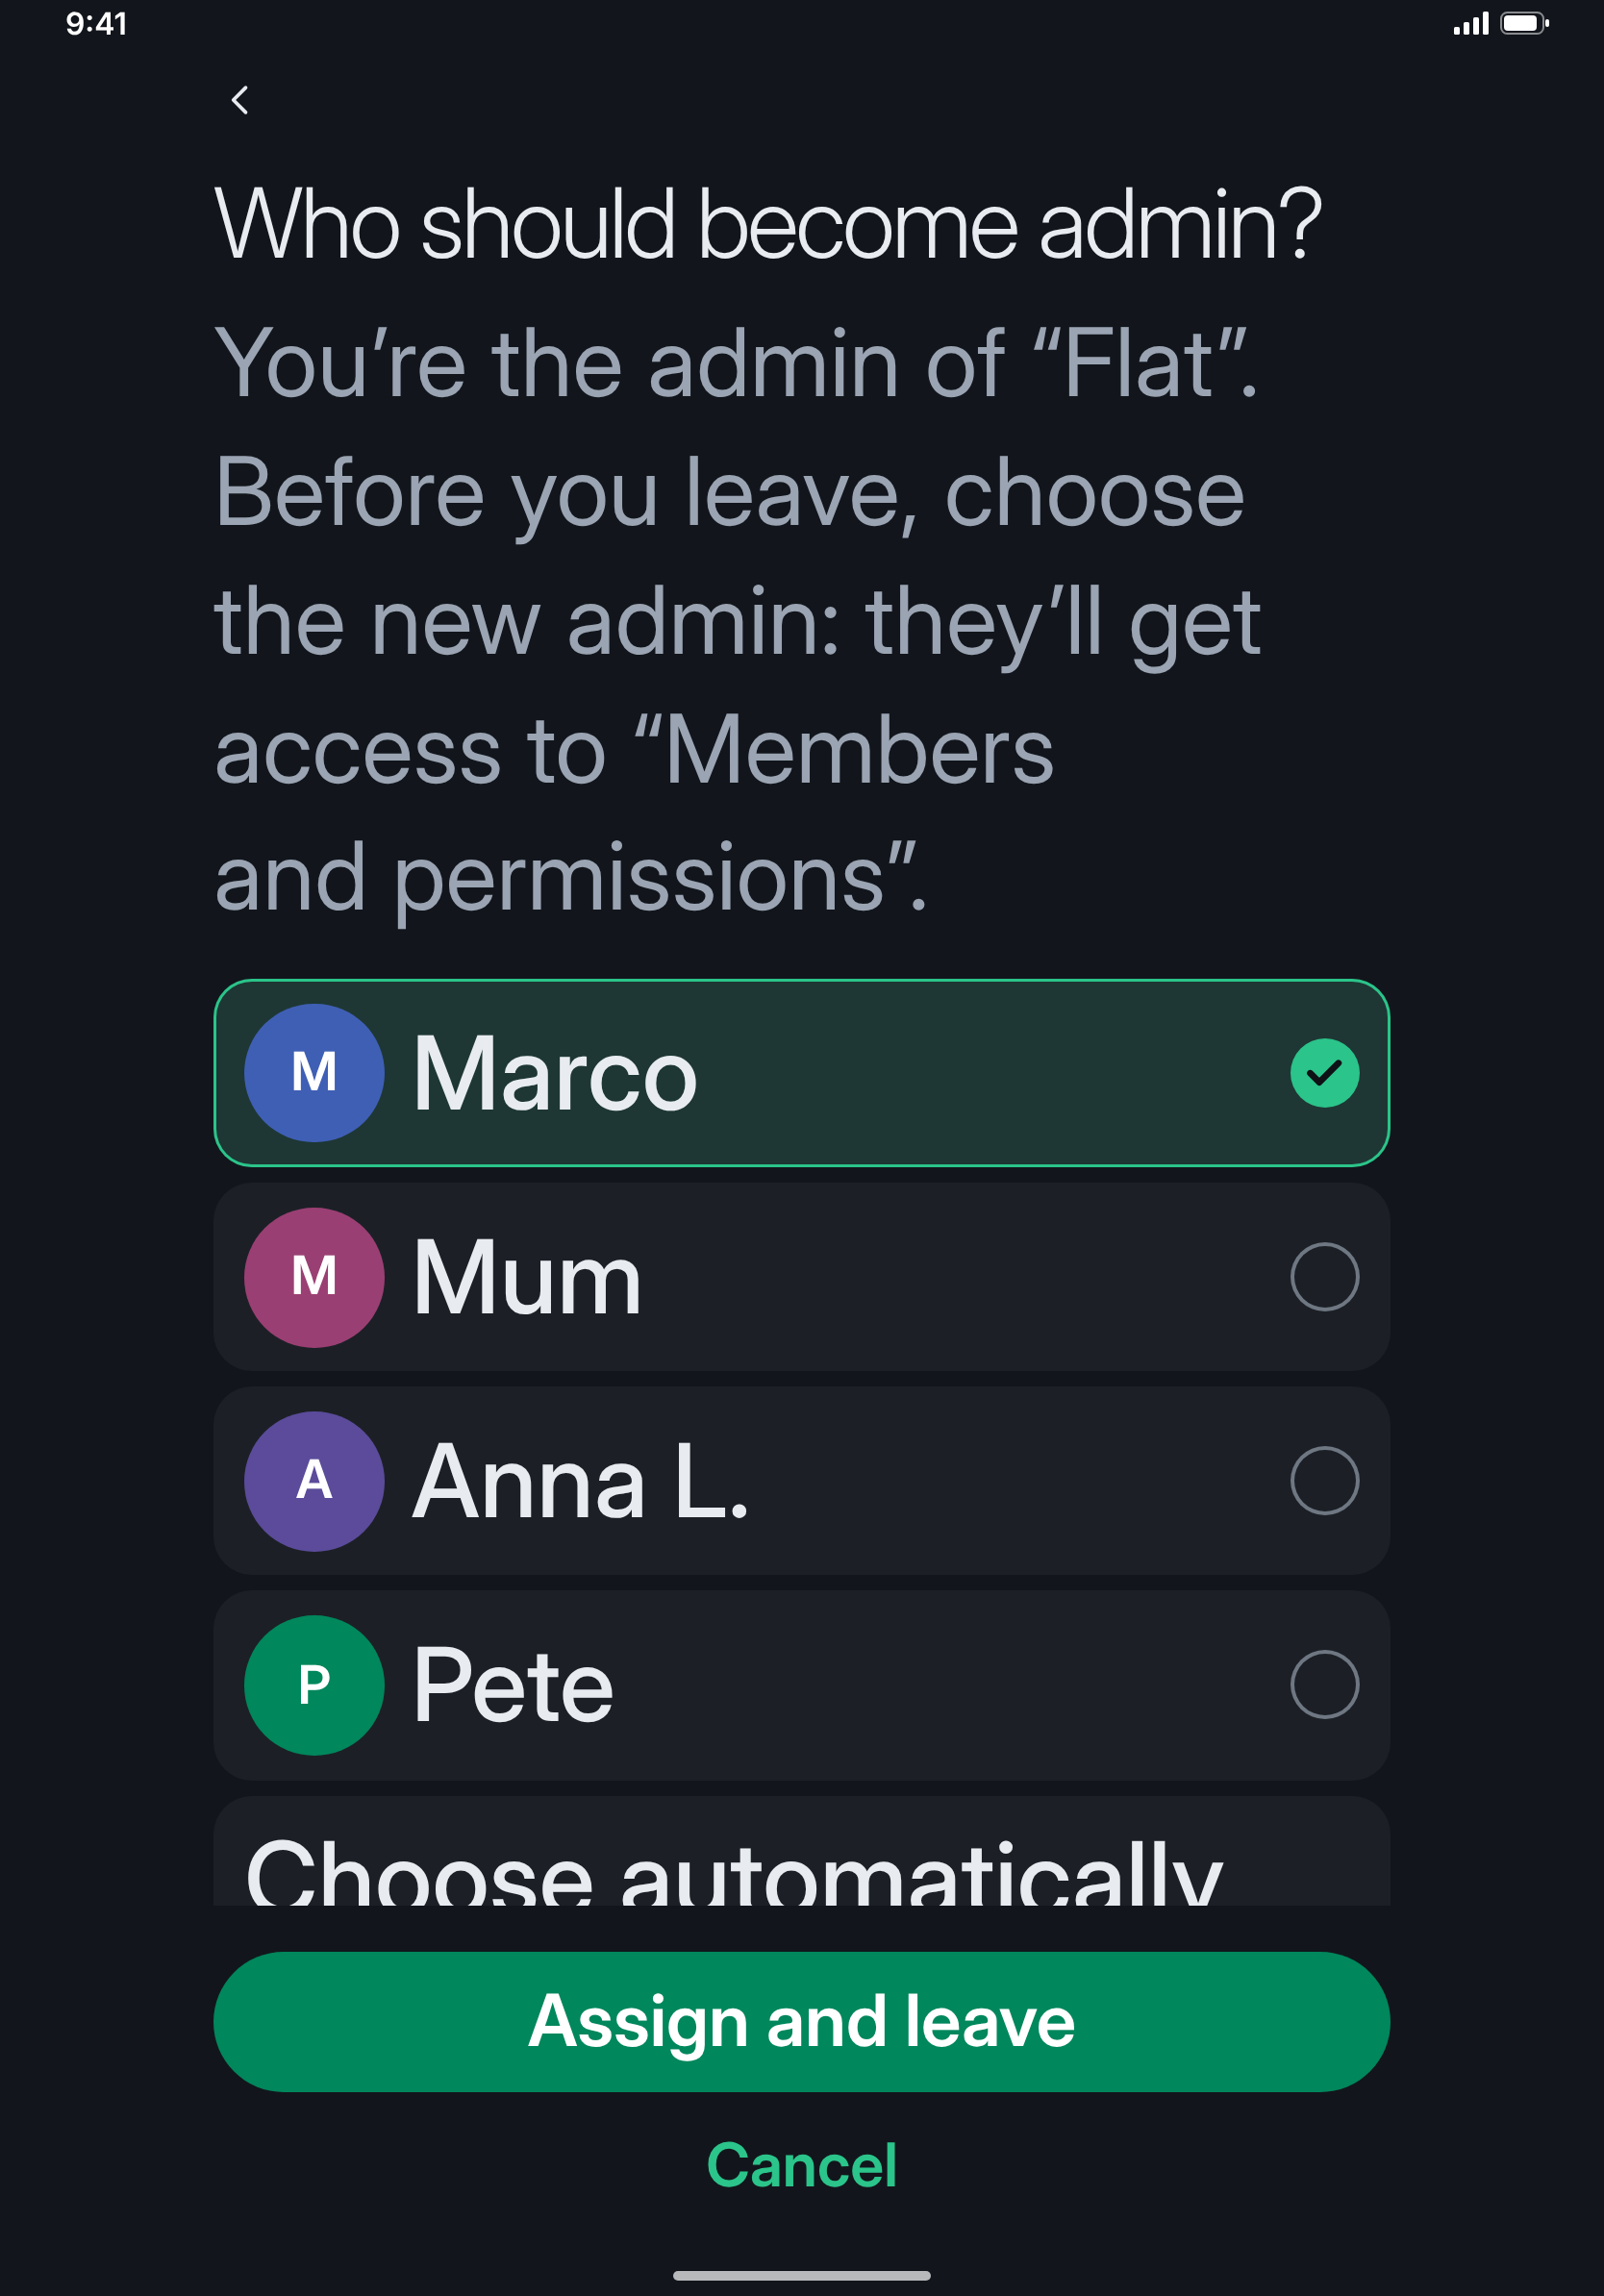 9:41
Who should become admin?
You’re the admin of “Flat”.
Before you leave, choose
the new admin: they’ll get
access to “Members
and permissions”.
M Marco
M Mum
A Anna L.
P Pete
Choose automatically
Assign and leave
Cancel